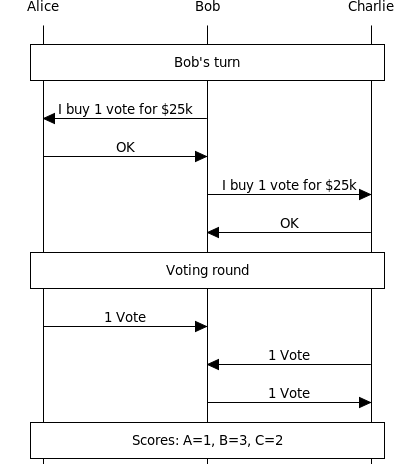 Alice Bob Charlie
Bob's turn
I buy 1 vote for $25k
OK
I buy 1 vote for $25k
OK
Voting round
1 Vote
1 Vote
1 Vote
Scores: A=1, B=3, C=2